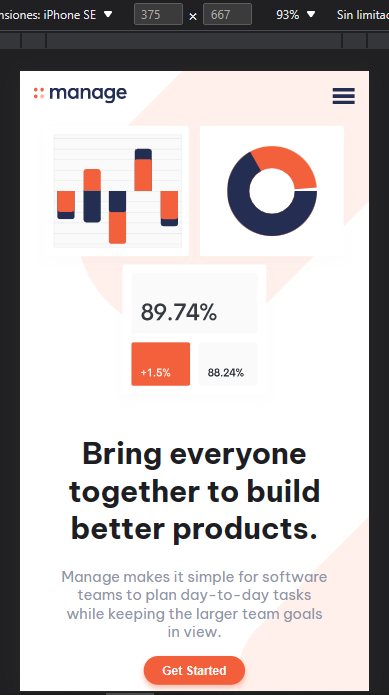 nsiones: iPhone SE ▼ 375 × 667 93% ▼ Sin limitac
manage
89.74%
+1.5% 88.24%
Bring everyone
together to build
better products.
Manage makes it simple for software
teams to plan day-to-day tasks
while keeping the larger team goals
in view.
Get Started